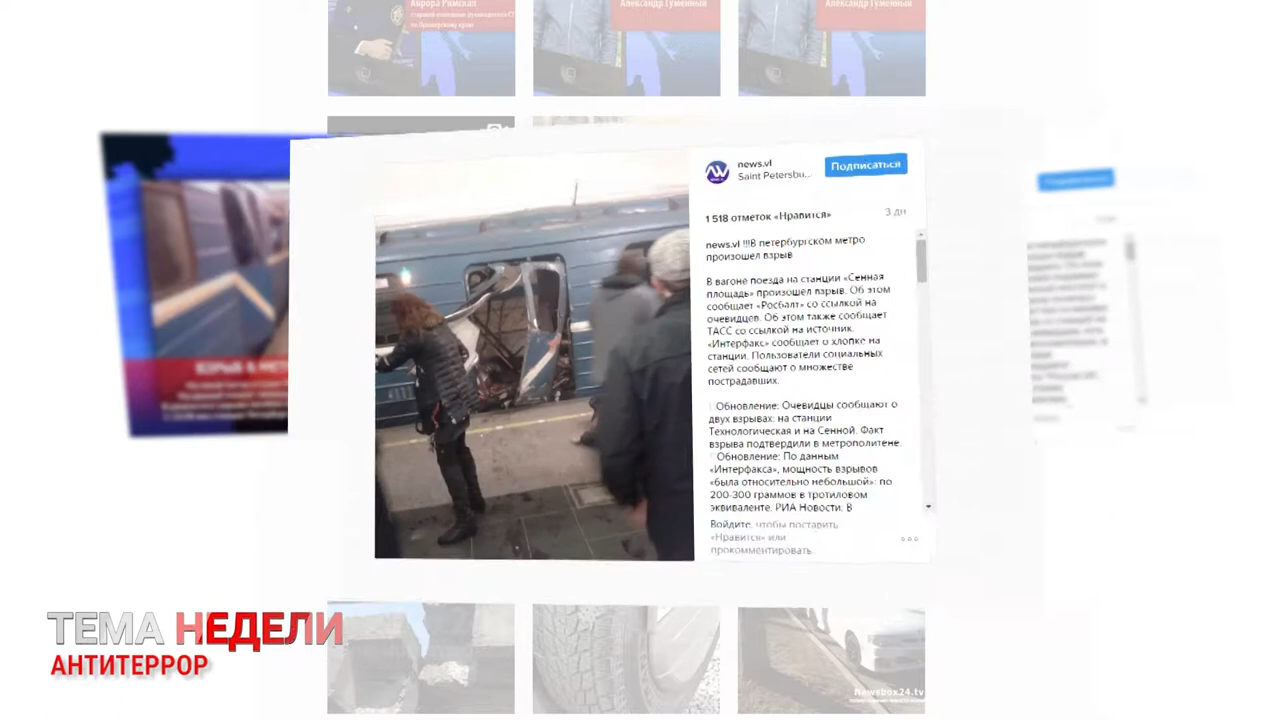 Аврора Римская
Александр Гуменный
Александр Гуменный
news.vl
Saint Petersbu...
Подписаться
1 518 отметок «Нравится»
3 дн
news.vl !!!В петербургском метро
произошел взрыв
В вагоне поезда на станции «Сенная
площадь» произошел взрыв. Об этом
сообщает «Росбалт» со ссылкой на
очевидцев. Об этом также сообщает
ТАСС со ссылкой на источник.
«Интерфакс» сообщает о хлопке на
станции. Пользователи социальных
сетей сообщают о множестве
пострадавших.
Обновление: Очевидцы сообщают о
двух взрывах: на станции
Технологическая и на Сенной. Факт
взрыва подтвердили в метрополитене.
Обновление: По данным
«Интерфакса», мощность взрывов
«была относительно небольшой»: по
200-300 граммов в тротиловом
эквиваленте. РИА Новости. В
Войдите, чтобы поставить
«Нравится» или
прокомментировать.
ТЕМА НЕДЕЛИ
АНТИТЕРРОР
Newsbox24.tv